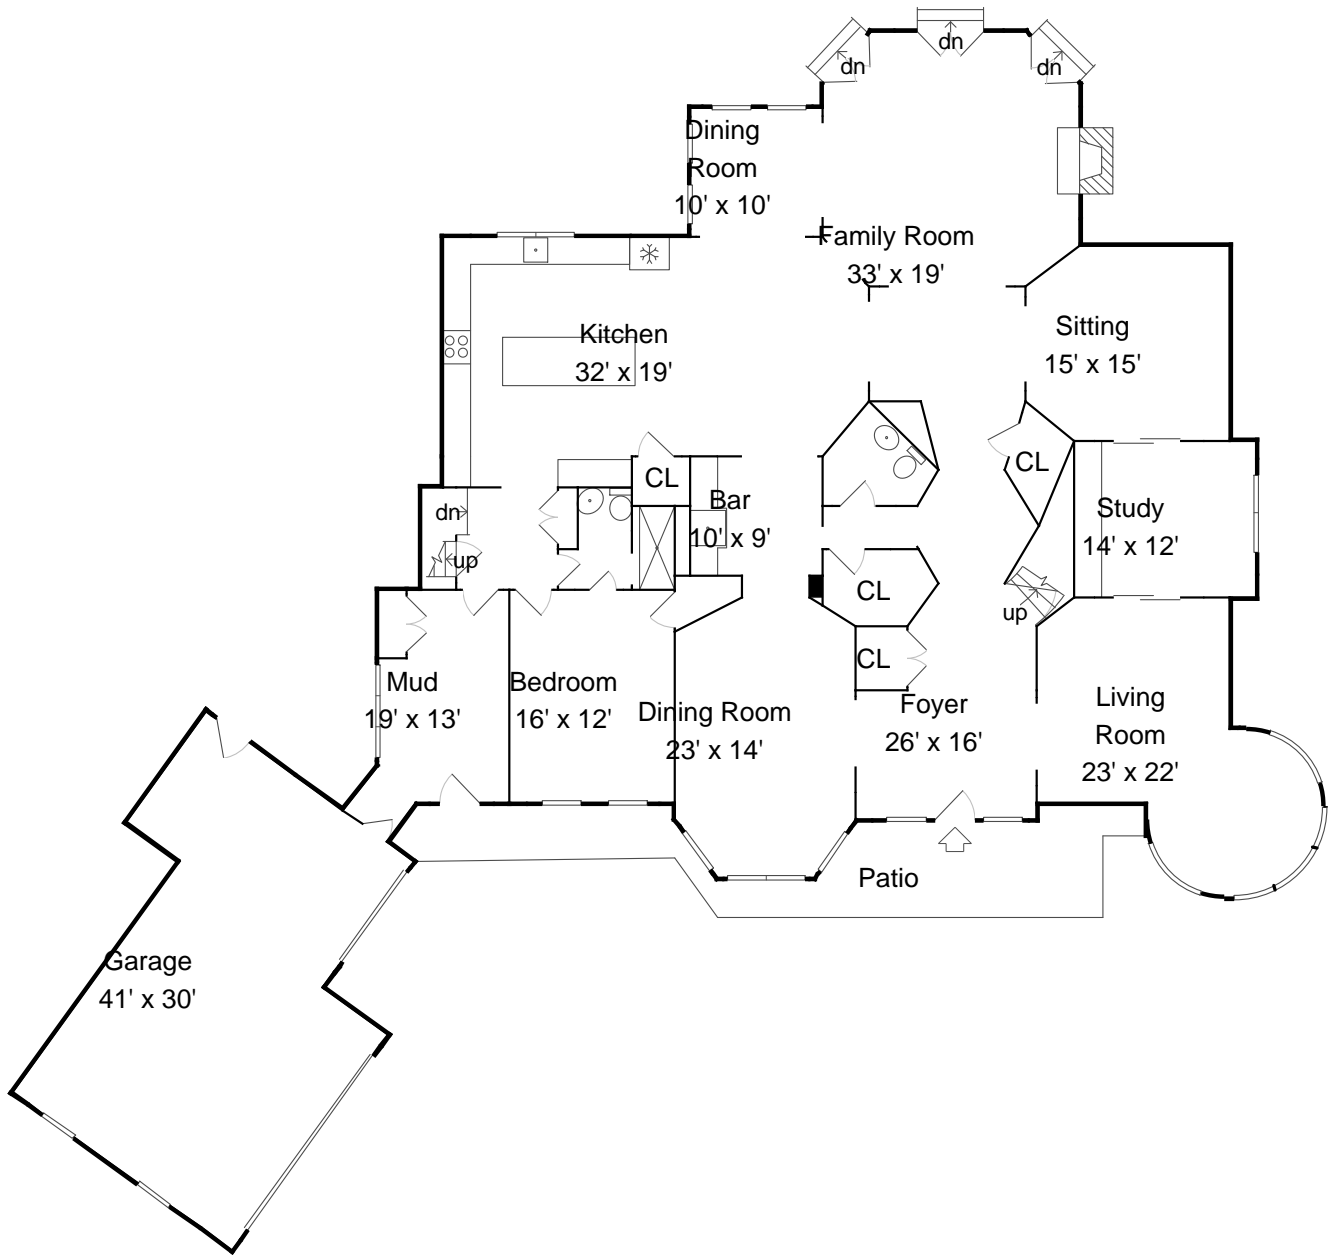 dn
dn
dn
Dining
Room
10' x 10'
Family Room
33' x 19'
Kitchen
32' x 19'
Sitting
15' x 15'
CL
CL
Bar
10' x 9'
Study
14' x 12'
dn
up
CL
up
CL
Mud
19' x 13'
Bedroom
16' x 12'
Dining Room
23' x 14'
Foyer
26' x 16'
Living
Room
23' x 22'
Patio
Garage
41' x 30'